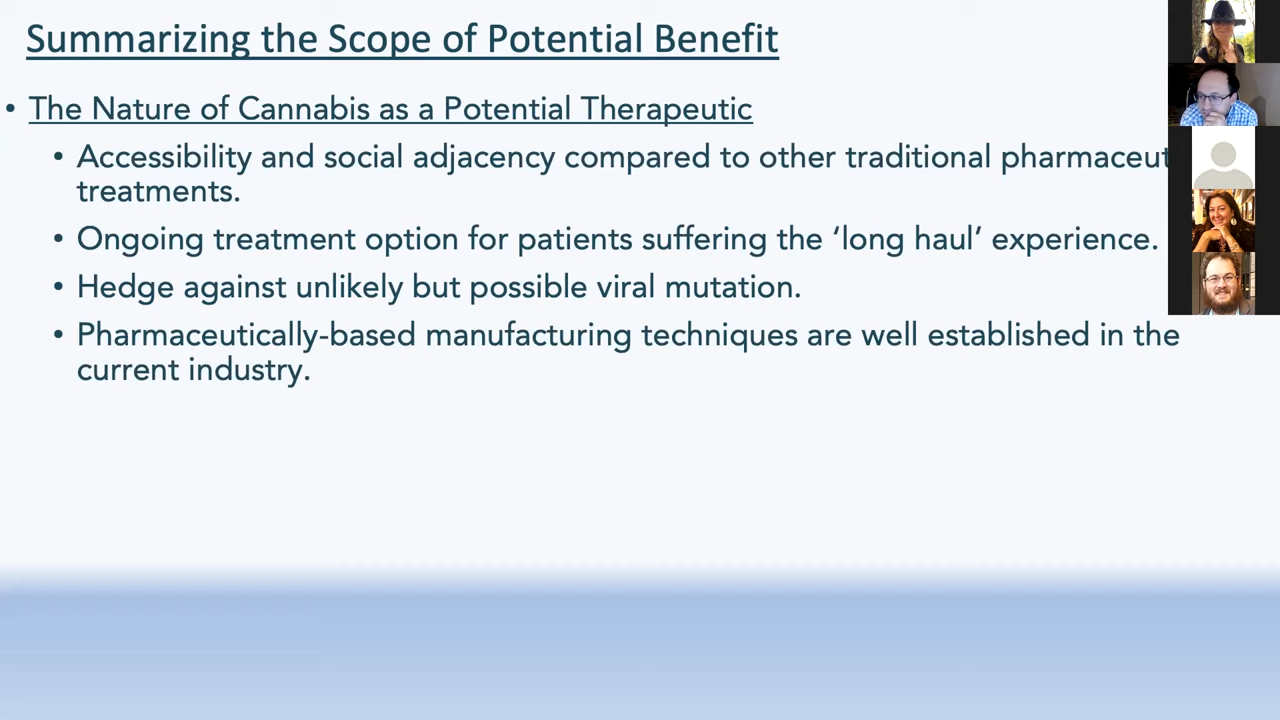 Summarizing the Scope of Potential Benefit
• The Nature of Cannabis as a Potential Therapeutic
• Accessibility and social adjacency compared to other traditional pharmaceut
treatments.
• Ongoing treatment option for patients suffering the ‘long haul’ experience.
• Hedge against unlikely but possible viral mutation.
• Pharmaceutically-based manufacturing techniques are well established in the
current industry.